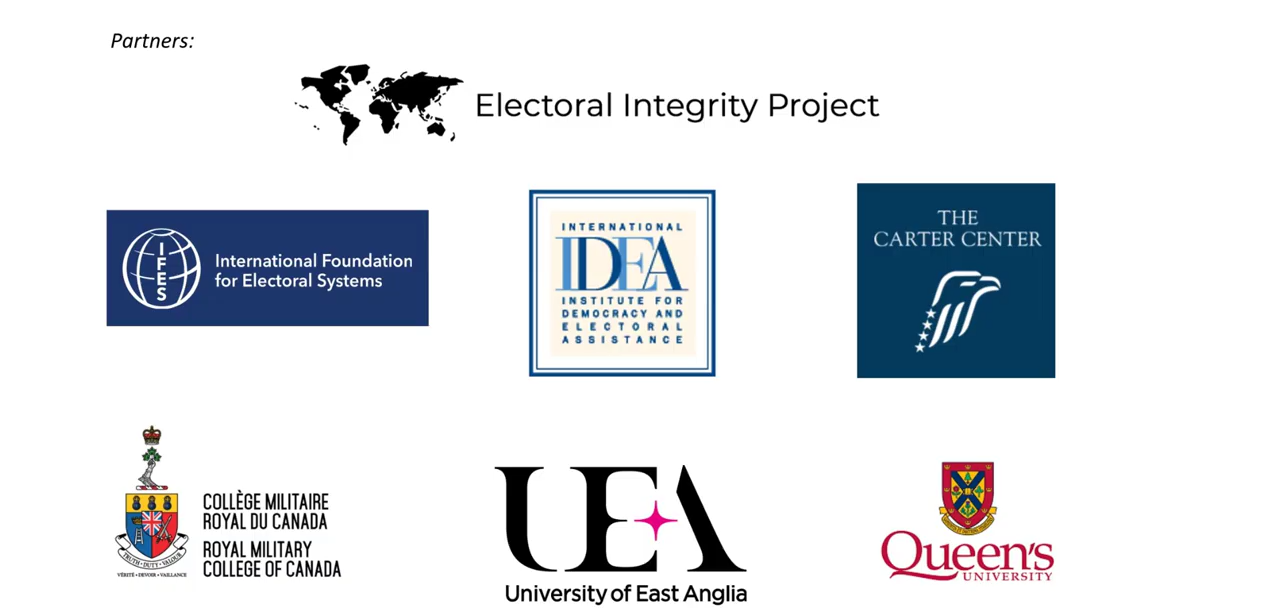 Partners:
Electoral Integrity Project
IFES
International Foundation
for Electoral Systems
INTERNATIONAL
IDEA
INSTITUTE FOR
DEMOCRACY AND
ELECTORAL
ASSISTANCE
THE
CARTER CENTER
COLLÈGE MILITAIRE
ROYAL DU CANADA
ROYAL MILITARY
COLLEGE OF CANADA
TRUTH · DUTY · VALOUR
VÉRITÉ • DEVOIR • VAILLANCE
UEA
University of East Anglia
Queen's
UNIVERSITY